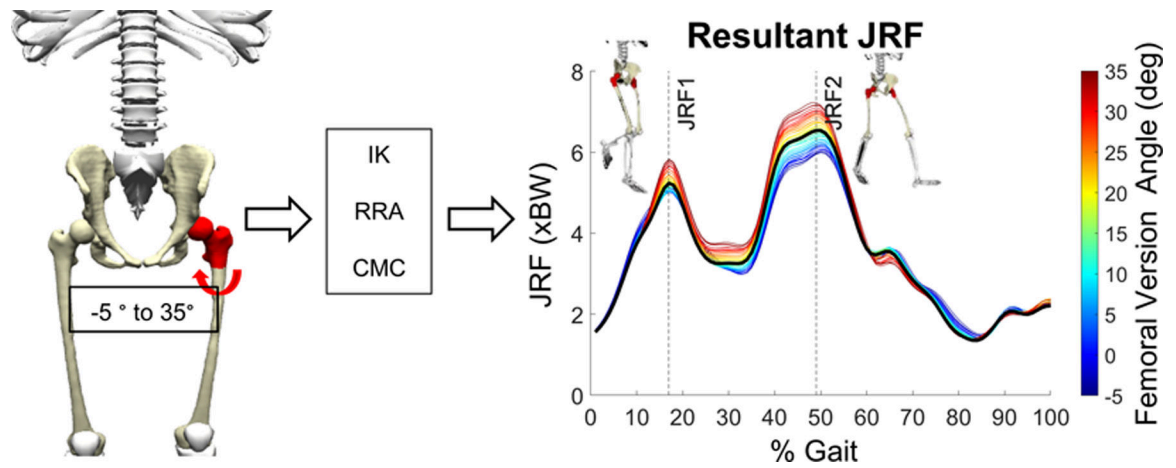 -5 ° to 35°
IK
RRA
CMC
Resultant JRF
JRF (xBW)
8
6
4
2
0
JRF1
JRF2
1
10
20
30
40
50
60
70
80
90
100
% Gait
35
30
25
20
15
10
5
0
-5
Femoral Version Angle (deg)